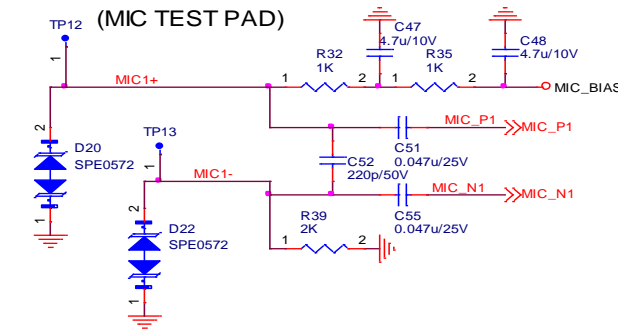 (MIC TEST PAD)
TP12
1
MIC1+
C47
4.7u/10V
C48
4.7u/10V
R32
1K
1
2
R35
1K
1
2
MIC_BIAS
2
D20
SPE0572
1
TP13
1
MIC1-
MIC_P1
MIC_P1
C51
0.047u/25V
C52
220p/50V
MIC_N1
MIC_N1
C55
0.047u/25V
2
D22
SPE0572
1
R39
2K
1
2